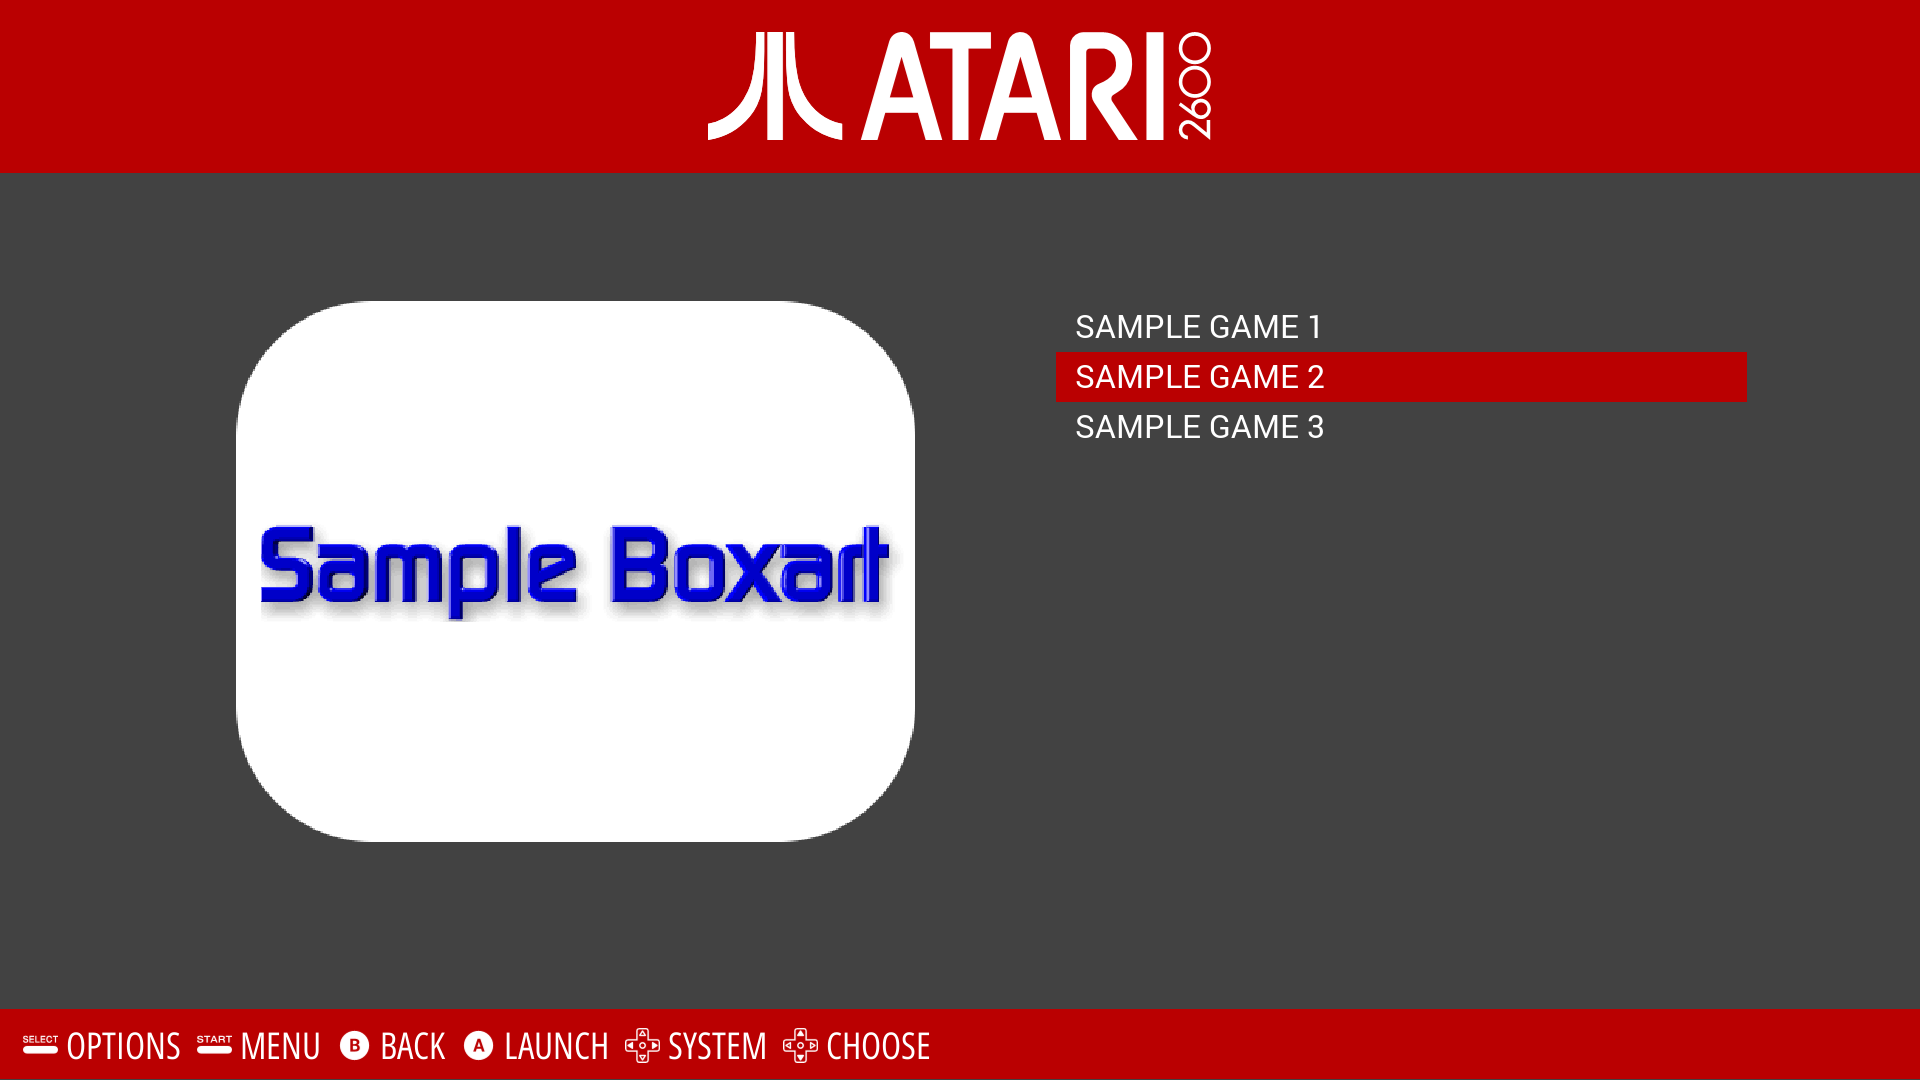 ATARI 2600
SAMPLE GAME 1
SAMPLE GAME 2
SAMPLE GAME 3
Sample Boxart
SELECT OPTIONS START MENU B BACK A LAUNCH SYSTEM CHOOSE